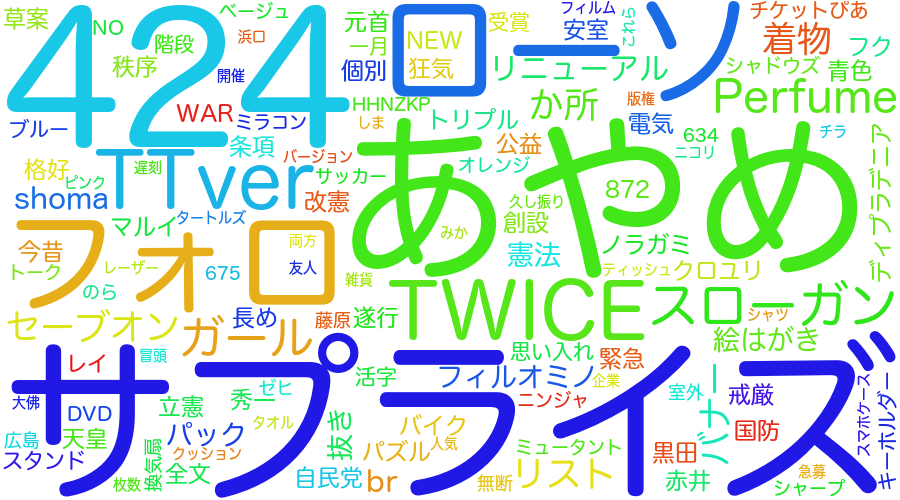 草案
424
NO
ベージュ
浜口
元首
一月
NEW
受賞
フィルム
安室
これら
チケットぴあ
着物
フク
ローソン
階段
秩序
開催
個別
狂気
リニューアル
シャドウズ
青色
ブルー
WAR
ミラコン
HHNZKP
しま
トリプル
か所
版権
Perfume
電気
634
ニコリ
チラ
格好
ピンク
遅刻
条項
バージョン
サッカー
公益
オレンジ
あやめ
TTver
shoma
タートルズ
改憲
マルイ
872
久し振り
創設
ディプラデニア
今昔
フォロー
両方
みか
憲法
ノラガミ
トーク
レーザー
675
友人
雑貨
ティッシュ
クロユリ
のら
TWICE
スローガン
シャツ
セーブオン
ガール
長め
藤原
遂行
絵はがき
レイ
冒頭
サプライズ
思い入れ
緊急
活字
フィルオミノ
企業
大佛
DVD
立憲
秀一
ゼヒ
ニンジャ
室外
戒厳
バナー
スマホケース
キーホルダー
広島
天皇
パック
タオル
抜き
バイク
人気
国防
スタンド
換気扇
クッション
パズル
ミュータント
黒田
枚数
全文
自民党
br
無断
リスト
赤井
急募
シャープ